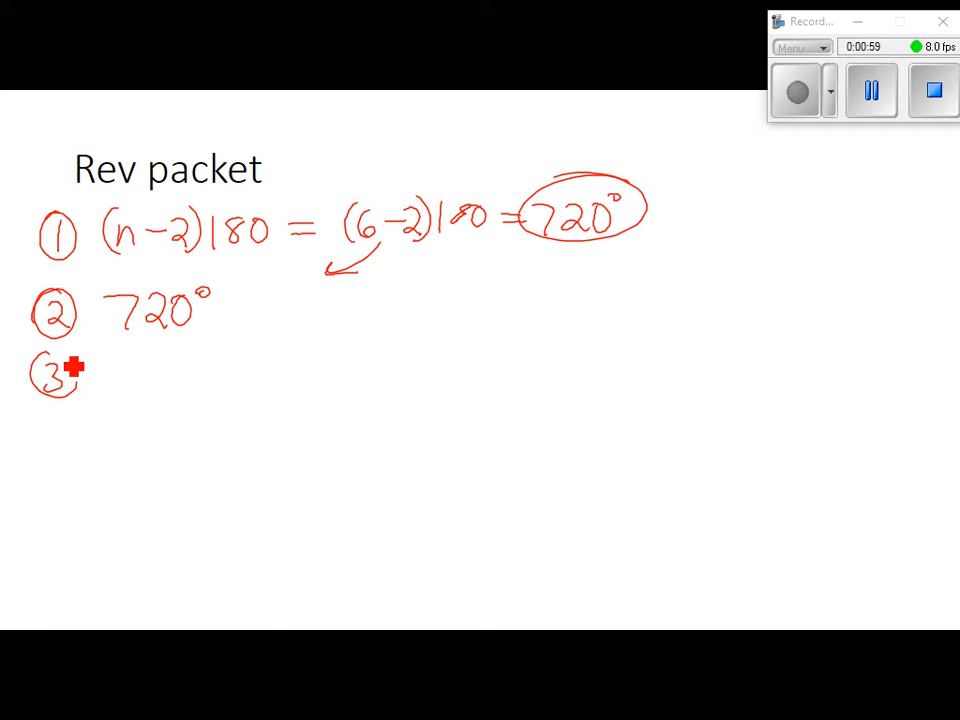 Record...
Menu
0:00:59
8.0 fps
Rev packet
① (n-2)180 = (6-2)180 = 720°
② 720°
③